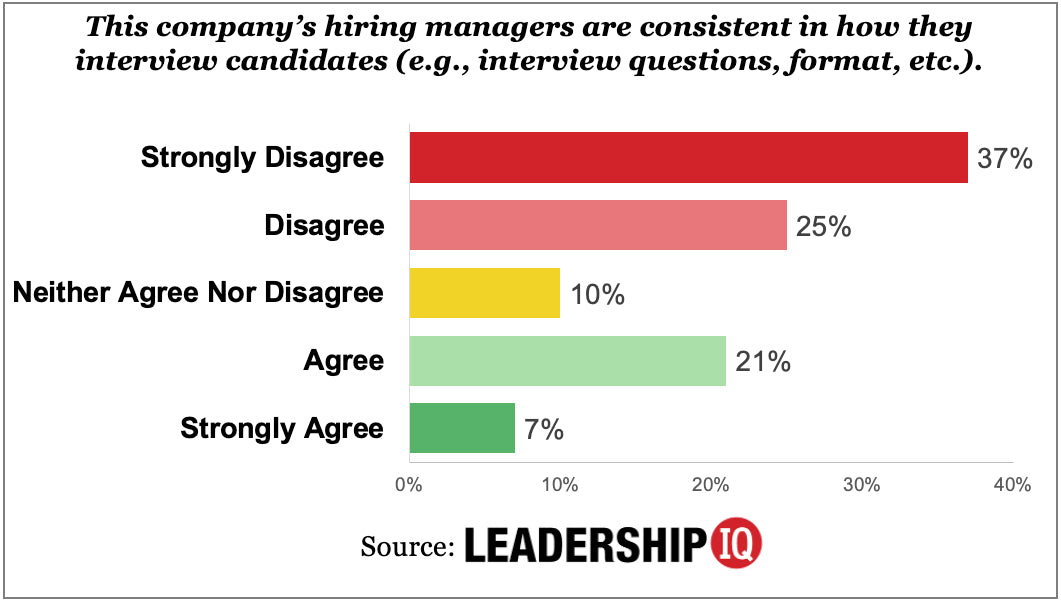 This company’s hiring managers are consistent in how they
interview candidates (e.g., interview questions, format, etc.).
Strongly Disagree 37%
Disagree 25%
Neither Agree Nor Disagree 10%
Agree 21%
Strongly Agree 7%
0% 10% 20% 30% 40%
Source: LEADERSHIP IQ